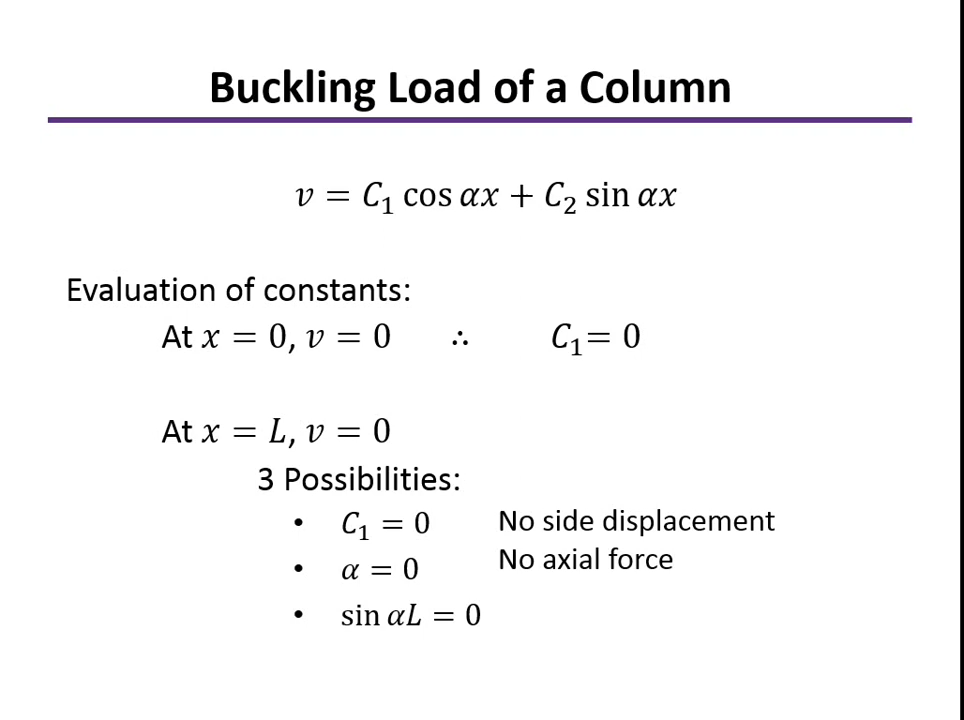 Buckling Load of a Column
𝑣 = 𝐶₁ cos 𝛼𝑥 + 𝐶₂ sin 𝛼𝑥
Evaluation of constants:
At 𝑥 = 0, 𝑣 = 0 ∴ 𝐶₁= 0
At 𝑥 = 𝐿, 𝑣 = 0
3 Possibilities:
• 𝐶₁ = 0 No side displacement
• 𝛼 = 0 No axial force
• sin 𝛼𝐿 = 0